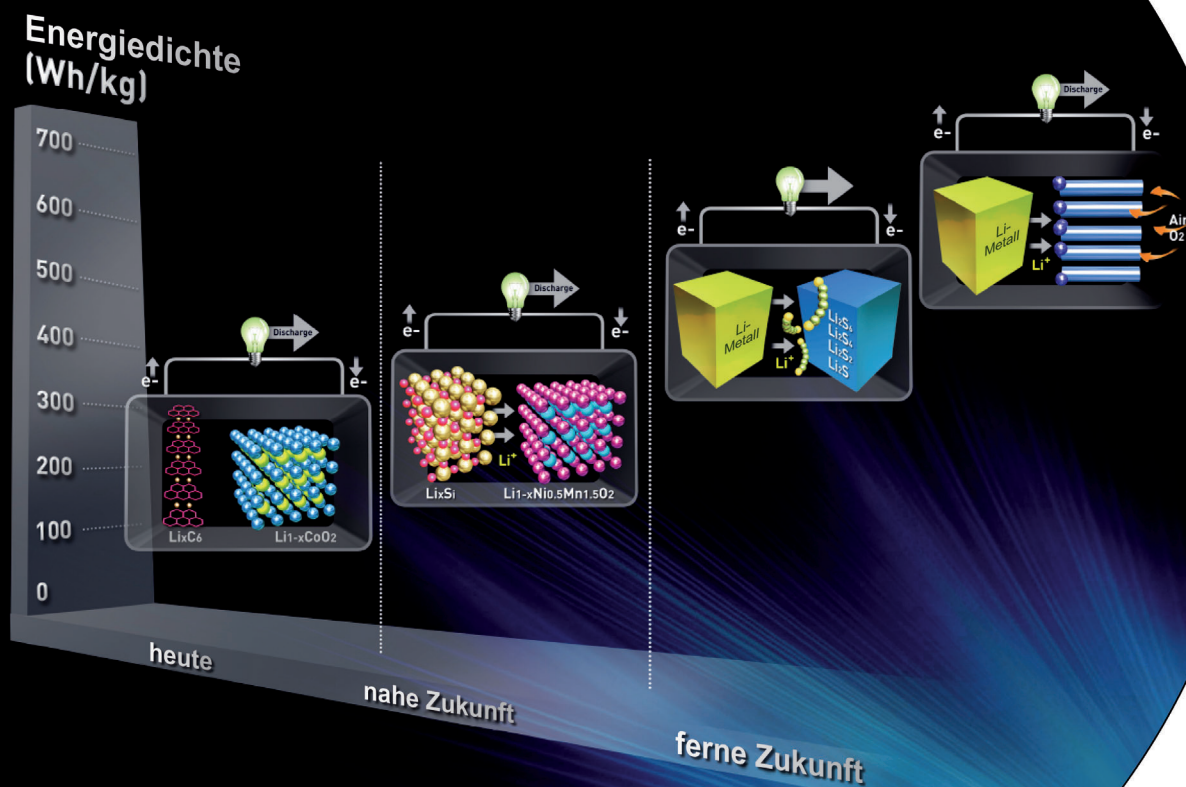 Energiedichte
(Wh/kg)
700
600
500
400
300
200
100
0
heute
nahe Zukunft
ferne Zukunft
Discharge
e-
e-
LixC6
Li1-xCoO2
Discharge
e-
e-
Li+
LixSi
Li1-xNi0.5Mn1.5O2
e-
e-
Li-
Metall
Li+
Li2S6
Li2S4
Li2S2
Li2S
Discharge
e-
e-
Li-
Metall
Li+
Air
O2